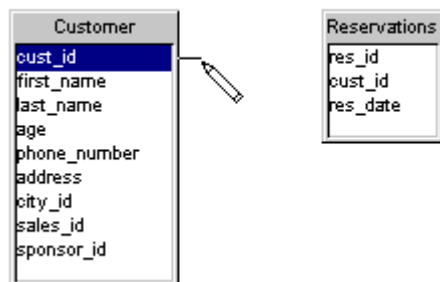 Customer
cust_id
first_name
last_name
age
phone_number
address
city_id
sales_id
sponsor_id
Reservations
res_id
cust_id
res_date